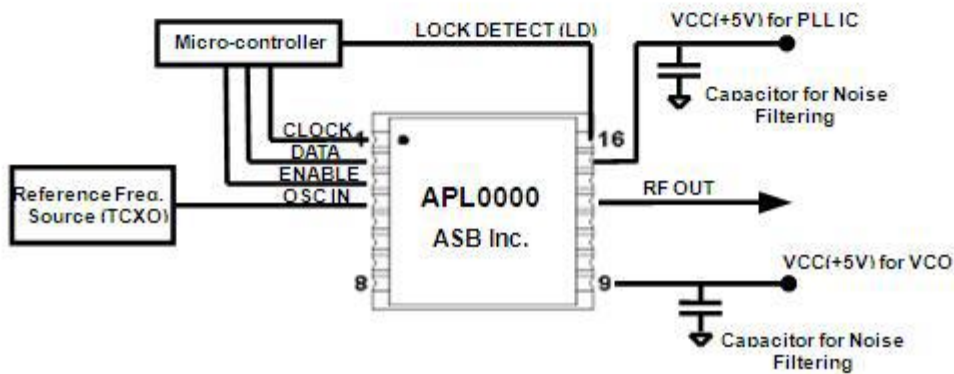 Micro-controller
LOCK DETECT (LD)
VCC(+5V) for PLL IC
Capacitor for Noise
Filtering
CLOCK
1
16
DATA
ENABLE
OSC IN
Reference Freq.
Source (TCXO)
APL0000
ASB Inc.
RF OUT
8
9
VCC(+5V) for VCO
Capacitor for Noise
Filtering